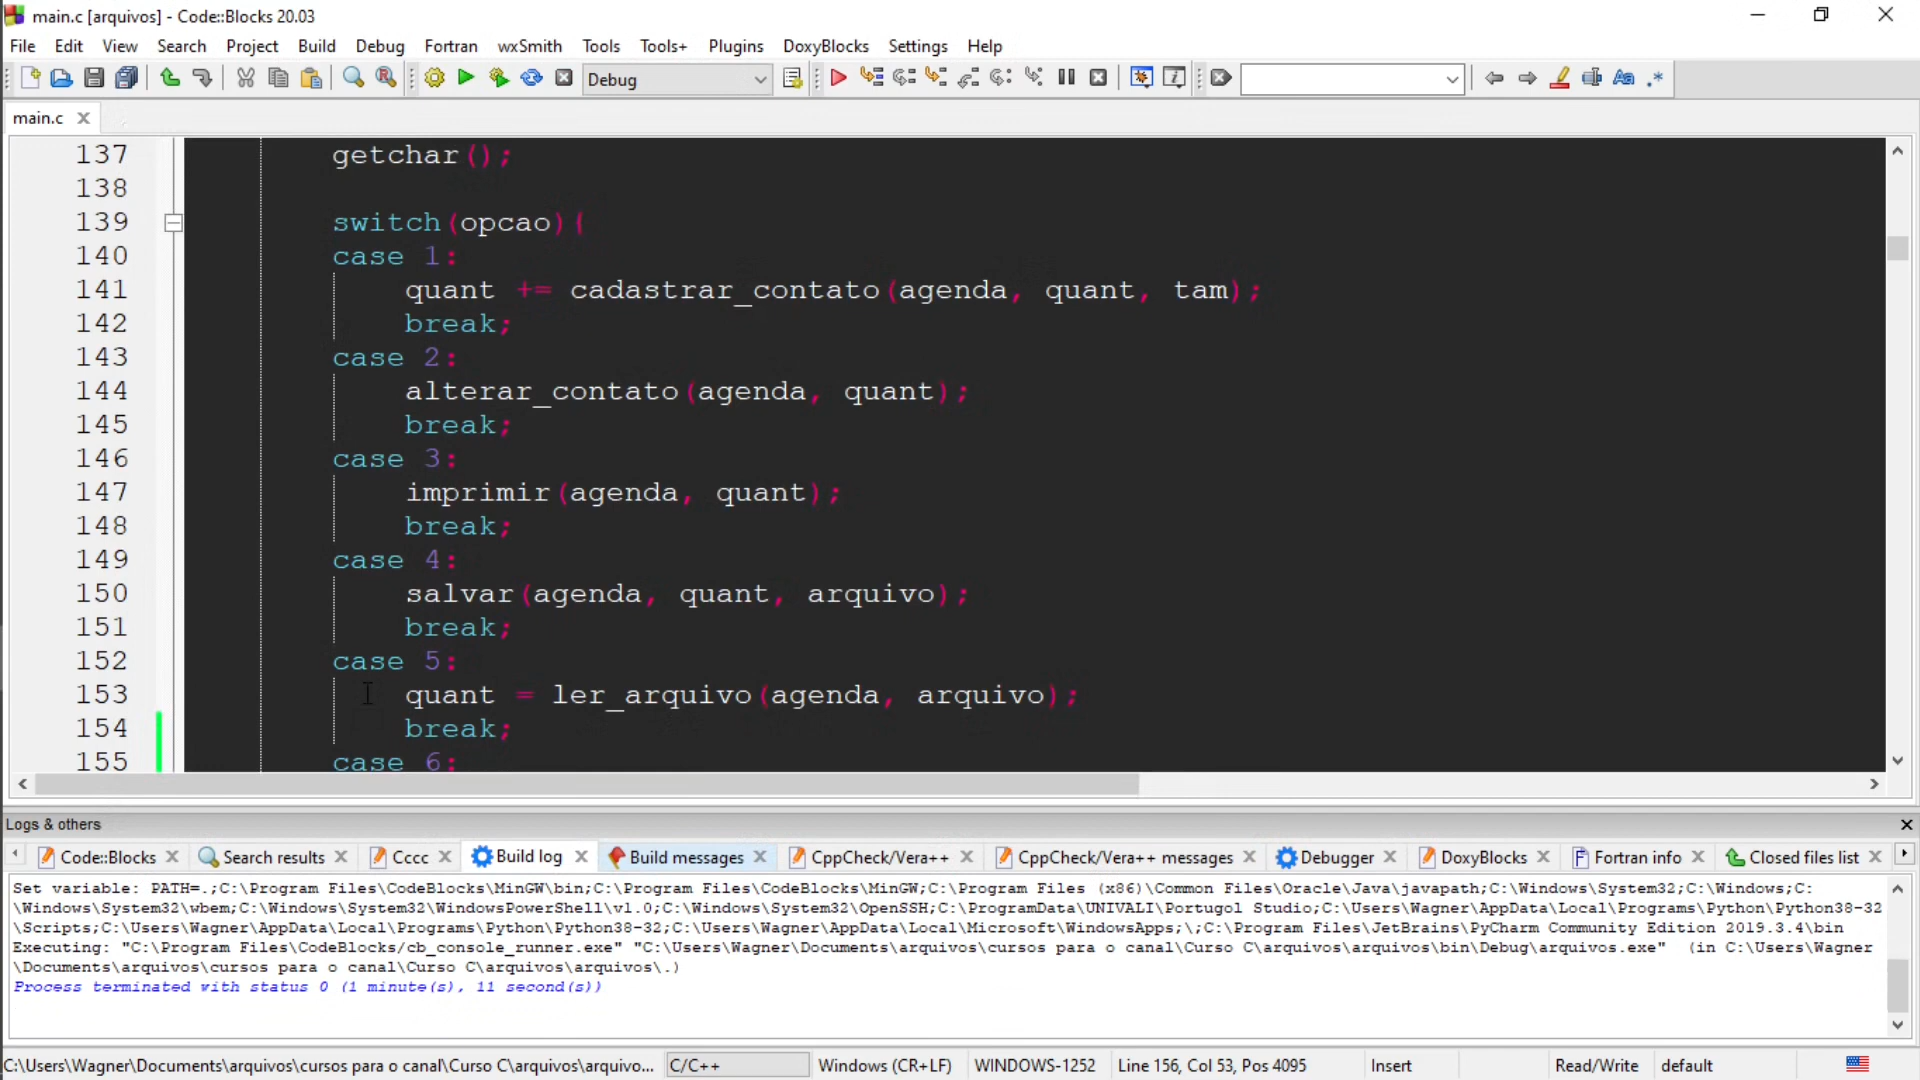 main.c [arquivos] - Code::Blocks 20.03
File Edit View Search Project Build Debug Fortran wxSmith Tools Tools+ Plugins DoxyBlocks Settings Help
Debug
main.c
137 getchar();
138
139 switch(opcao){
140 case 1:
141 quant += cadastrar_contato(agenda, quant, tam);
142 break;
143 case 2:
144 alterar_contato(agenda, quant);
145 break;
146 case 3:
147 imprimir(agenda, quant);
148 break;
149 case 4:
150 salvar(agenda, quant, arquivo);
151 break;
152 case 5:
153 quant = ler_arquivo(agenda, arquivo);
154 break;
155 case 6:
Logs & others
Code::Blocks Search results Cccc Build log Build messages CppCheck/Vera++ CppCheck/Vera++ messages Debugger DoxyBlocks Fortran info Closed files list
Set variable: PATH=.;C:\Program Files\CodeBlocks\MinGW\bin;C:\Program Files\CodeBlocks\MinGW;C:\Program Files (x86)\Common Files\Oracle\Java\javapath;C:\Windows\System32;C:\Windows;C:
\Windows\System32\wbem;C:\Windows\System32\WindowsPowerShell\v1.0;C:\Windows\System32\OpenSSH;C:\ProgramData\UNIVALI\Portugol Studio;C:\Users\Wagner\AppData\Local\Programs\Python\Python38-32
\Scripts;C:\Users\Wagner\AppData\Local\Programs\Python\Python38-32;C:\Users\Wagner\AppData\Local\Microsoft\WindowsApps;\;C:\Program Files\JetBrains\PyCharm Community Edition 2019.3.4\bin
Executing: "C:\Program Files\CodeBlocks/cb_console_runner.exe" "C:\Users\Wagner\Documents\arquivos\cursos para o canal\Curso C\arquivos\arquivos\bin\Debug\arquivos.exe" (in C:\Users\Wagner
\Documents\arquivos\cursos para o canal\Curso C\arquivos\arquivos\.)
Process terminated with status 0 (1 minute(s), 11 second(s))
C:\Users\Wagner\Documents\arquivos\cursos para o canal\Curso C\arquivos\arquivo... C/C++ Windows (CR+LF) WINDOWS-1252 Line 156, Col 53, Pos 4095 Insert Read/Write default